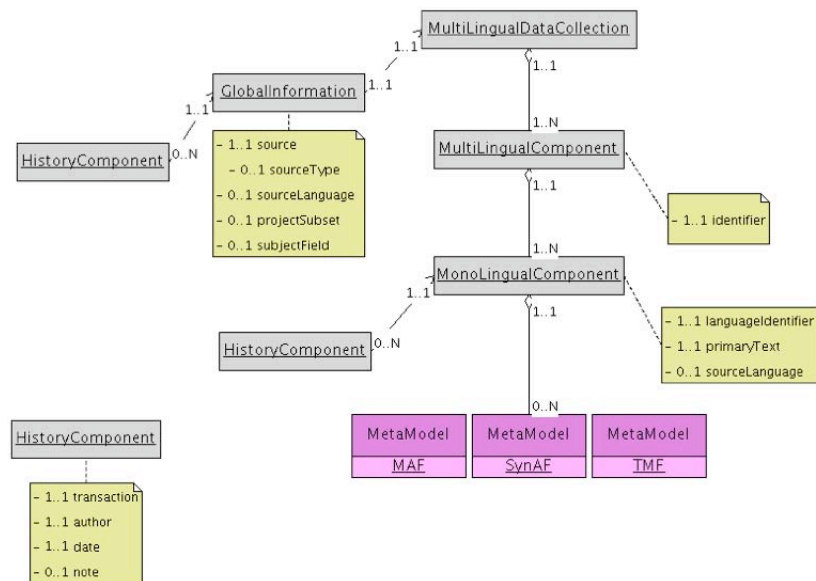 MultiLingualDataCollection
1..1
1..1
1..1
GlobalInformation
1..1
0..N
HistoryComponent
- 1..1 source
- 0..1 sourceType
- 0..1 sourceLanguage
- 0..1 projectSubset
- 0..1 subjectField
1..N
MultiLingualComponent
1..1
- 1..1 identifier
1..N
MonoLingualComponent
1..1
1..1
0..N
HistoryComponent
- 1..1 languageIdentifier
- 1..1 primaryText
- 0..1 sourceLanguage
0..N
MetaModel
MAF
MetaModel
SynAF
MetaModel
TMF
HistoryComponent
- 1..1 transaction
- 1..1 author
- 1..1 date
- 0..1 note